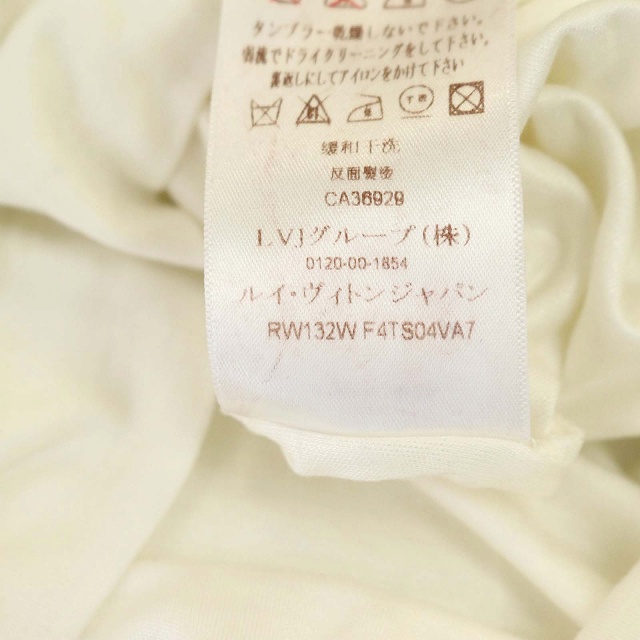 タンブラー乾燥しないで下さい。
弱流でドライクリーニングをして下さい。
裏返しにしてアイロンをかけて下さい
緩和干洗
反面熨燙
CA36929
LVJグループ(株)
0120-00-1854
ルイ・ヴィトンジャパン
RW132W F4TS04VA7